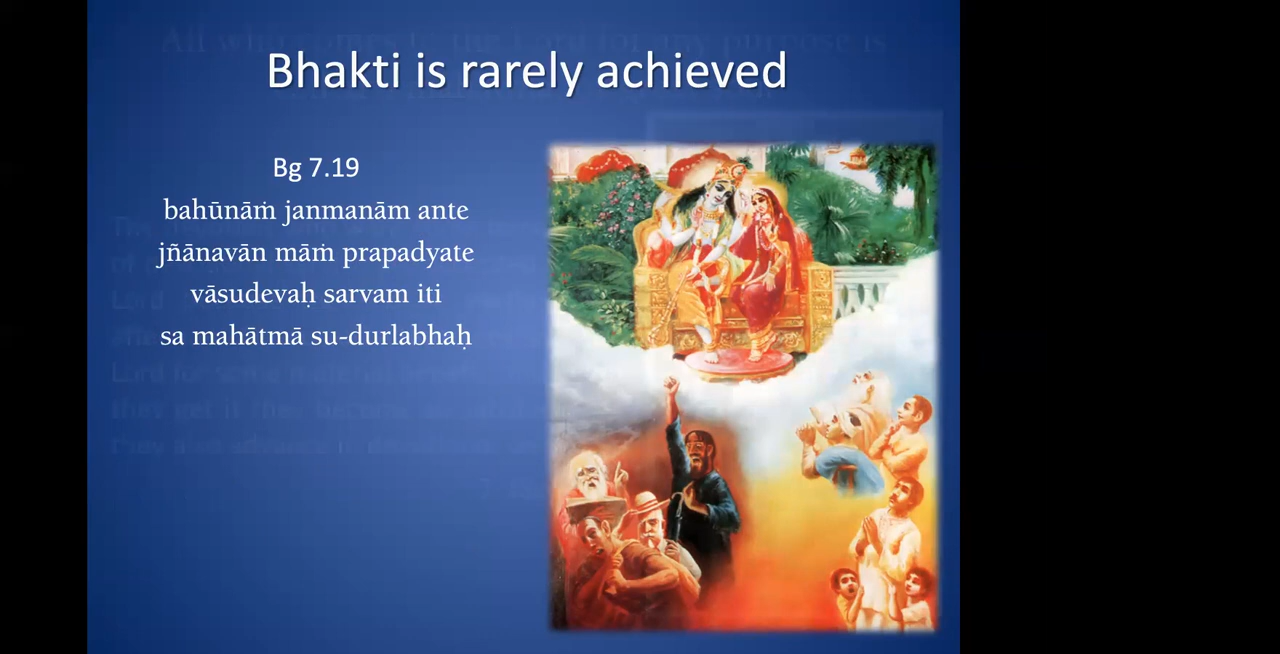 Bhakti is rarely achieved
Bg 7.19
bahūnāṁ janmanām ante
jñānavān māṁ prapadyate
vāsudevaḥ sarvam iti
sa mahātmā su-durlabhaḥ